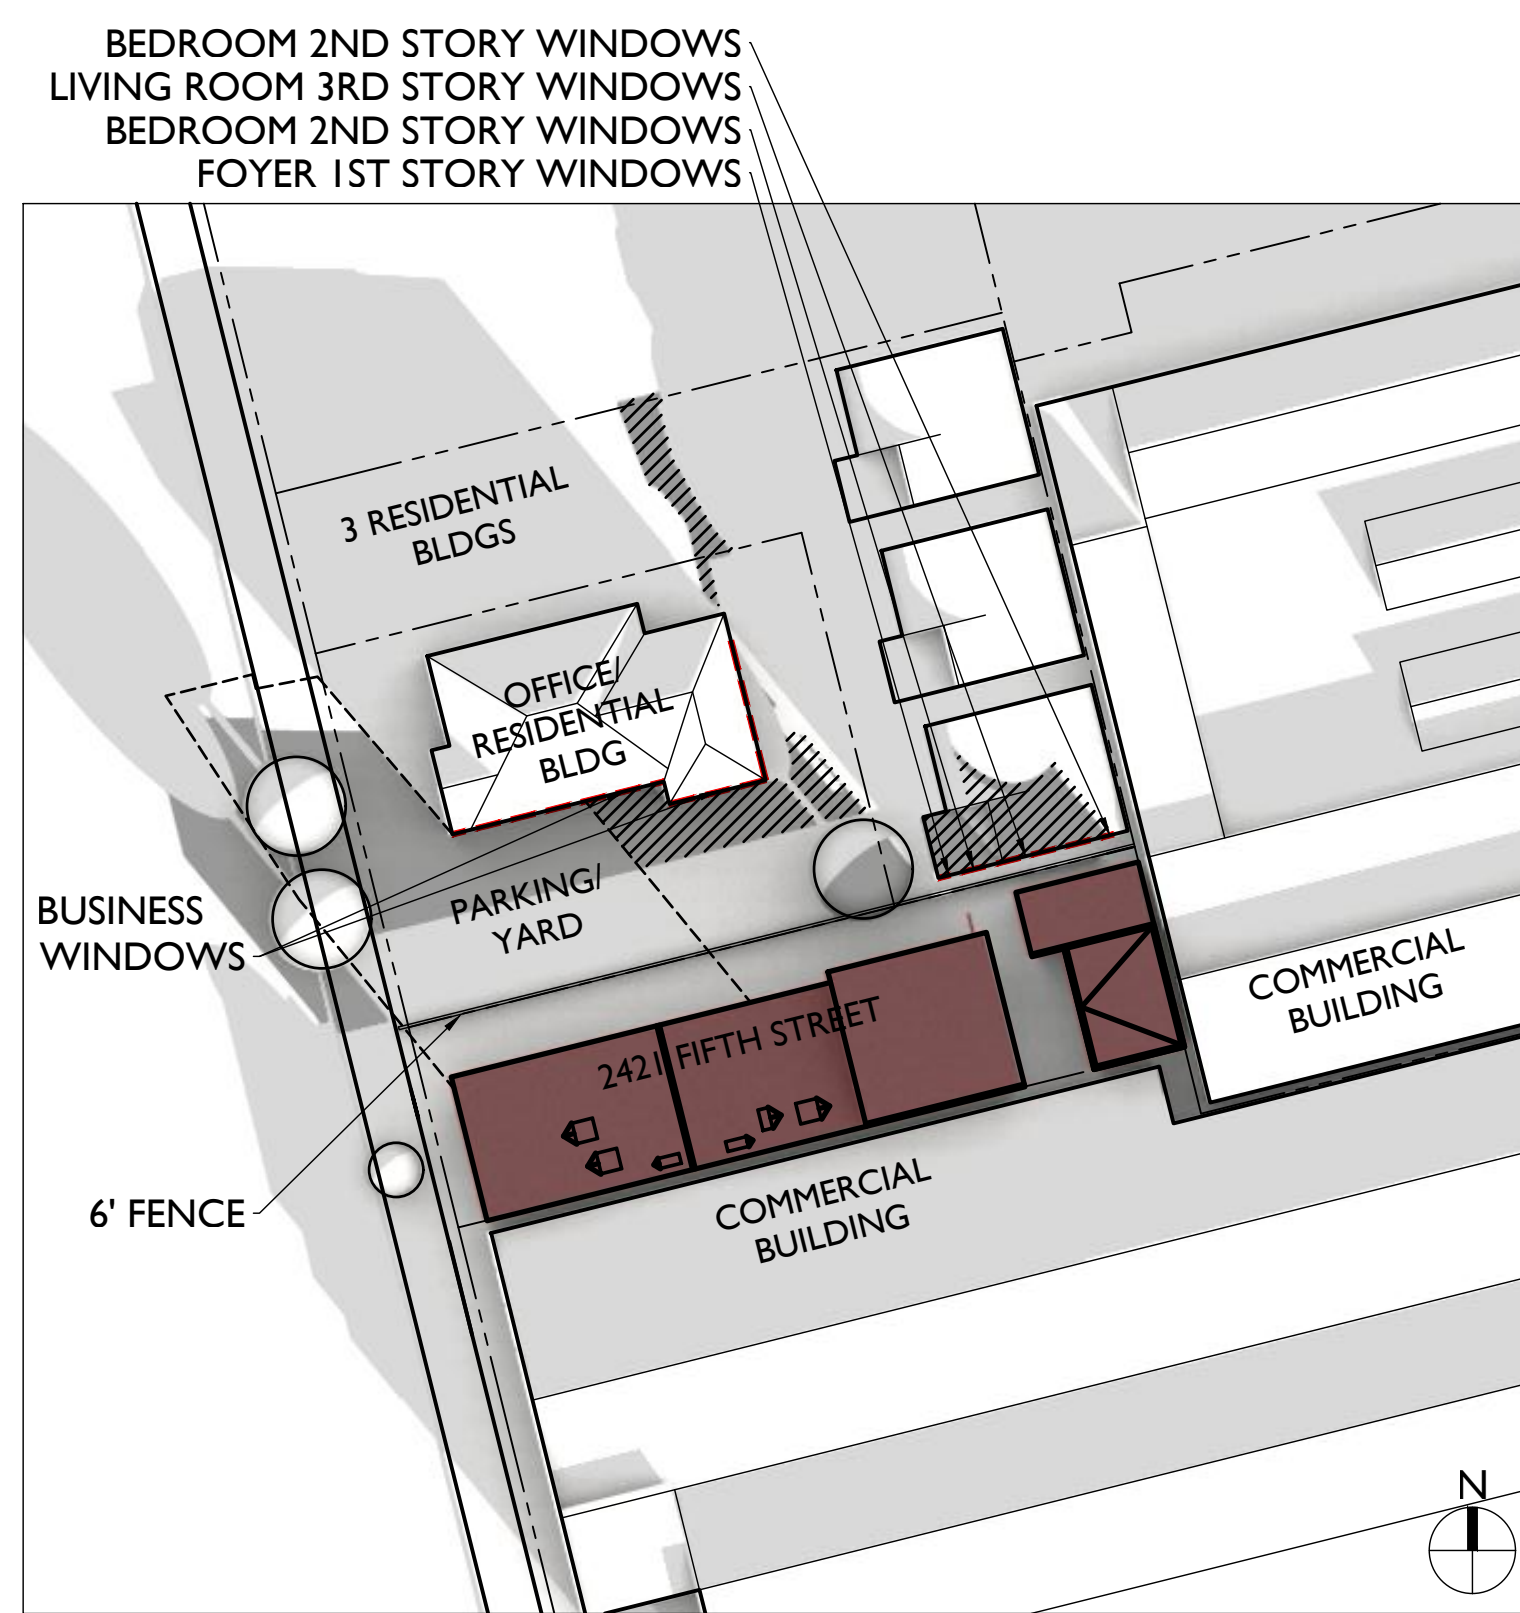 BEDROOM 2ND STORY WINDOWS
LIVING ROOM 3RD STORY WINDOWS
BEDROOM 2ND STORY WINDOWS
FOYER 1ST STORY WINDOWS
3 RESIDENTIAL
BLDGS
OFFICE/
RESIDENTIAL
BLDG
PARKING/
YARD
BUSINESS
WINDOWS
COMMERCIAL
BUILDING
2421 FIFTH STREET
6' FENCE
COMMERCIAL
BUILDING
N